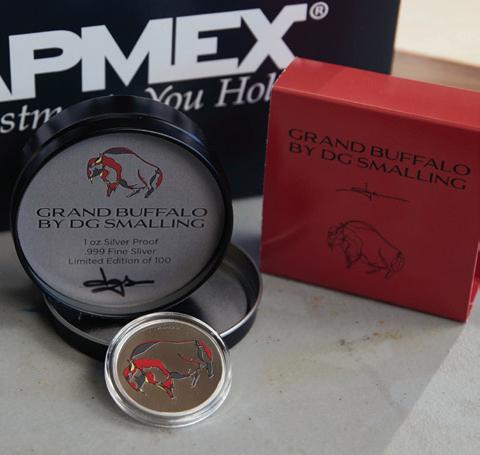 APMEX®
You Hol
GRAND BUFFALO
BY DG SMALLING
1 oz Silver Proof
.999 Fine Sliver
Limited Edition of 100
GRAND BUFFALO
BY DG SMALLING